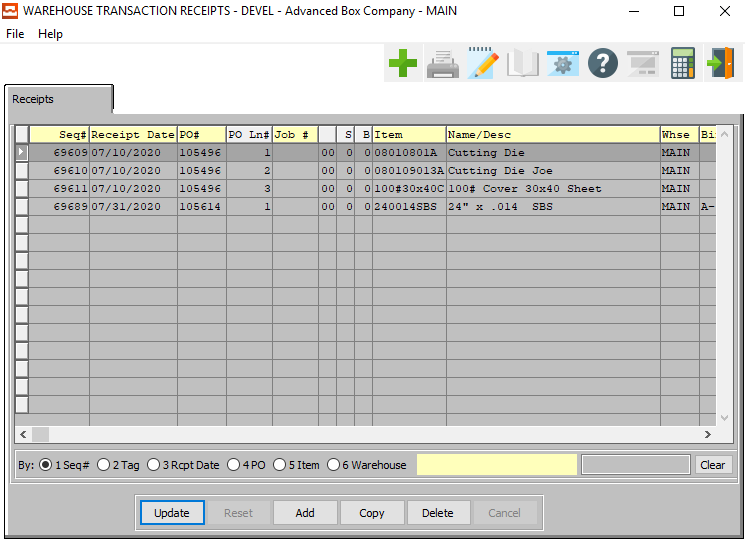 WAREHOUSE TRANSACTION RECEIPTS - DEVEL - Advanced Box Company - MAIN
File Help
Receipts
Seq# Receipt Date PO# PO Ln# Job # S B Item Name/Desc Whse Bi
69609 07/10/2020 105496 1 00 0 0 08010801A Cutting Die MAIN
69610 07/10/2020 105496 2 00 0 0 080109013A Cutting Die Joe MAIN
69611 07/10/2020 105496 3 00 0 0 100#30x40C 100# Cover 30x40 Sheet MAIN
69689 07/31/2020 105614 1 00 0 0 240014SBS 24" x .014 SBS MAIN A-
By: 1 Seq# 2 Tag 3 Rcpt Date 4 PO 5 Item 6 Warehouse Clear
Update Reset Add Copy Delete Cancel